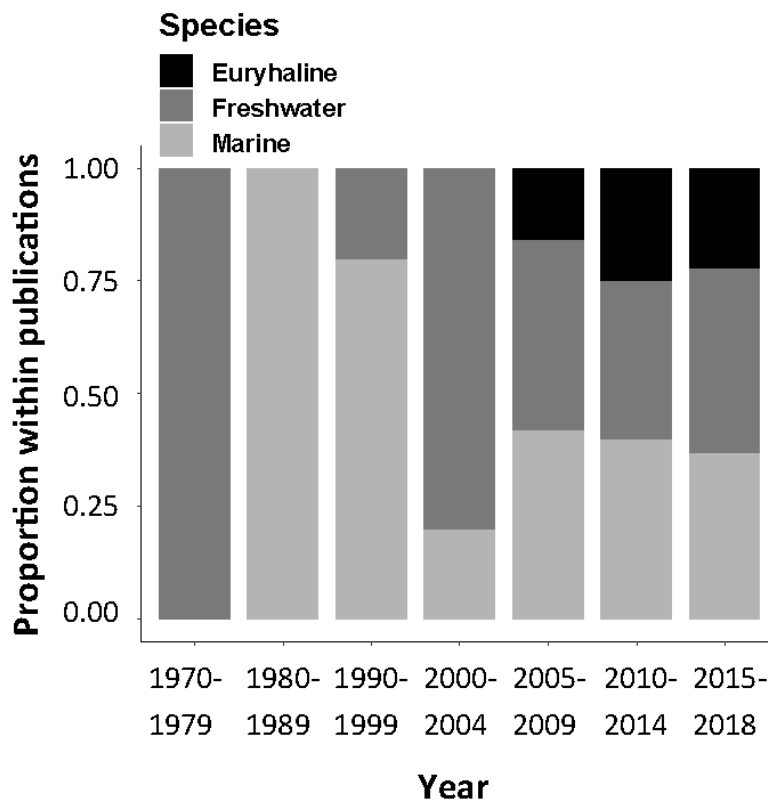 Species
Euryhaline
Freshwater
Marine
Proportion within publications
1.00
0.75
0.50
0.25
0.00
1970- 1980- 1990- 2000- 2005- 2010- 2015-
1979 1989 1999 2004 2009 2014 2018
Year